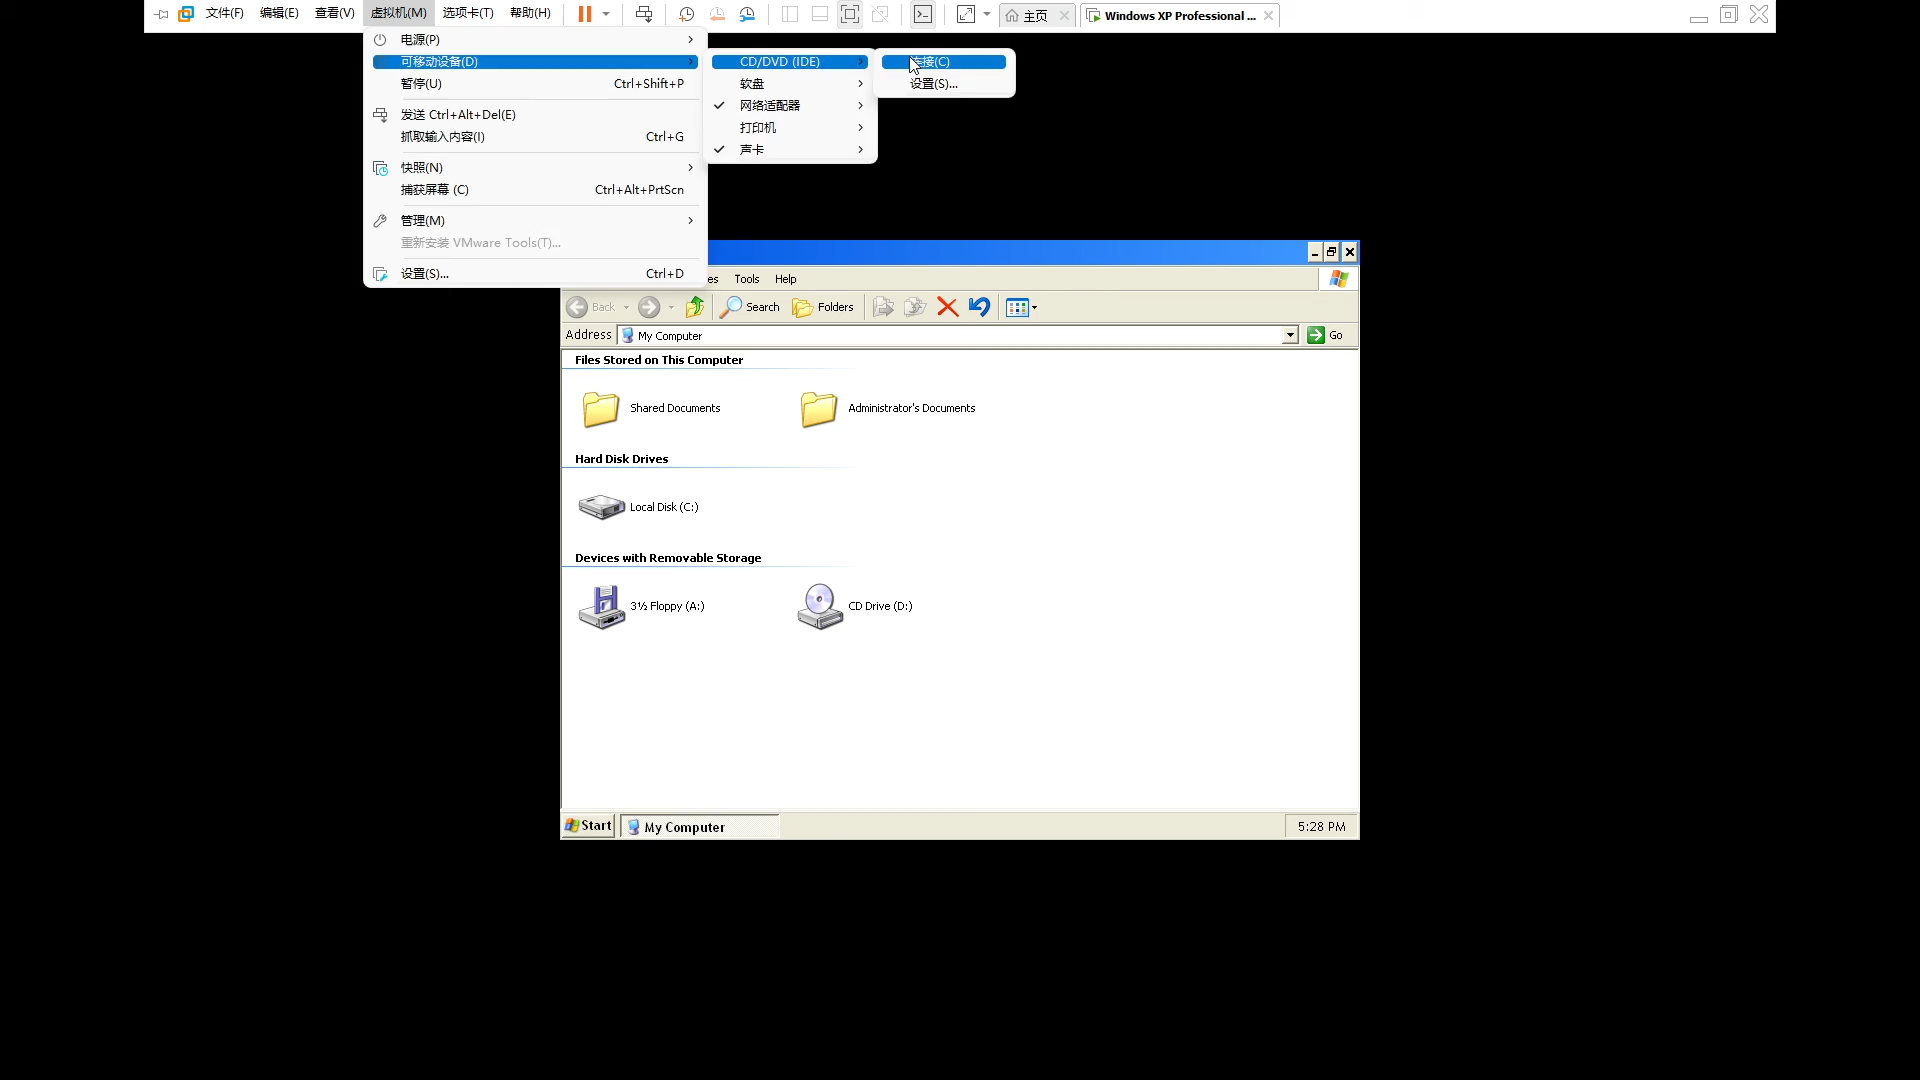 文件(F) 编辑(E) 查看(V) 虚拟机(M) 选项卡(T) 帮助(H) 主页 Windows XP Professional ...
电源(P)
可移动设备(D)
暂停(U) Ctrl+Shift+P
发送 Ctrl+Alt+Del(E)
抓取输入内容(I) Ctrl+G
快照(N)
捕获屏幕 (C) Ctrl+Alt+PrtScn
管理(M)
重新安装 VMware Tools(T)...
设置(S)... Ctrl+D
CD/DVD (IDE)
软盘
网络适配器
打印机
声卡
连接(C)
设置(S)...
es Tools Help
Back Search Folders
Address My Computer Go
Files Stored on This Computer
Shared Documents Administrator's Documents
Hard Disk Drives
Local Disk (C:)
Devices with Removable Storage
3½ Floppy (A:) CD Drive (D:)
Start My Computer 5:28 PM